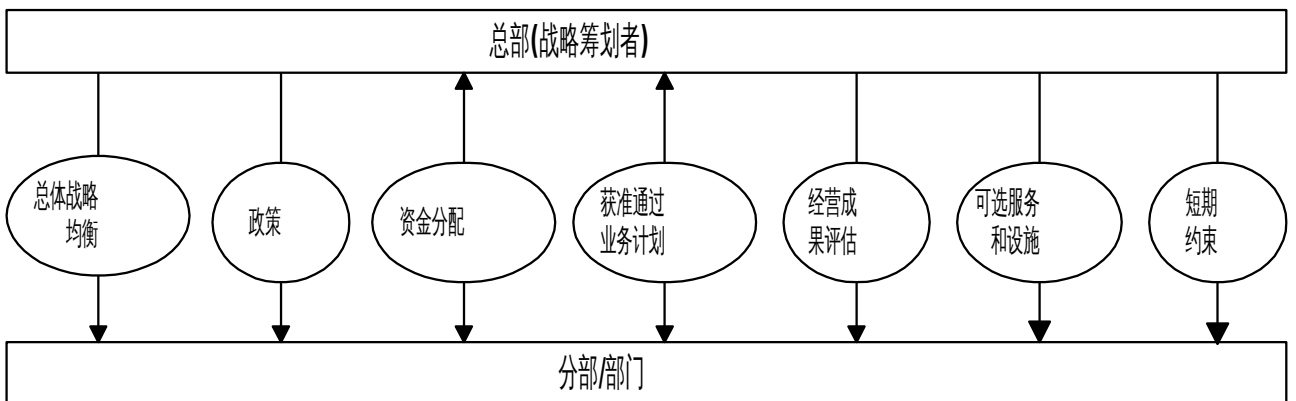 总部(战略筹划者)
总体战略
均衡
政策
资金分配
获准通过
业务计划
经营成
果评估
可选服务
和设施
短期
约束
分部/部门